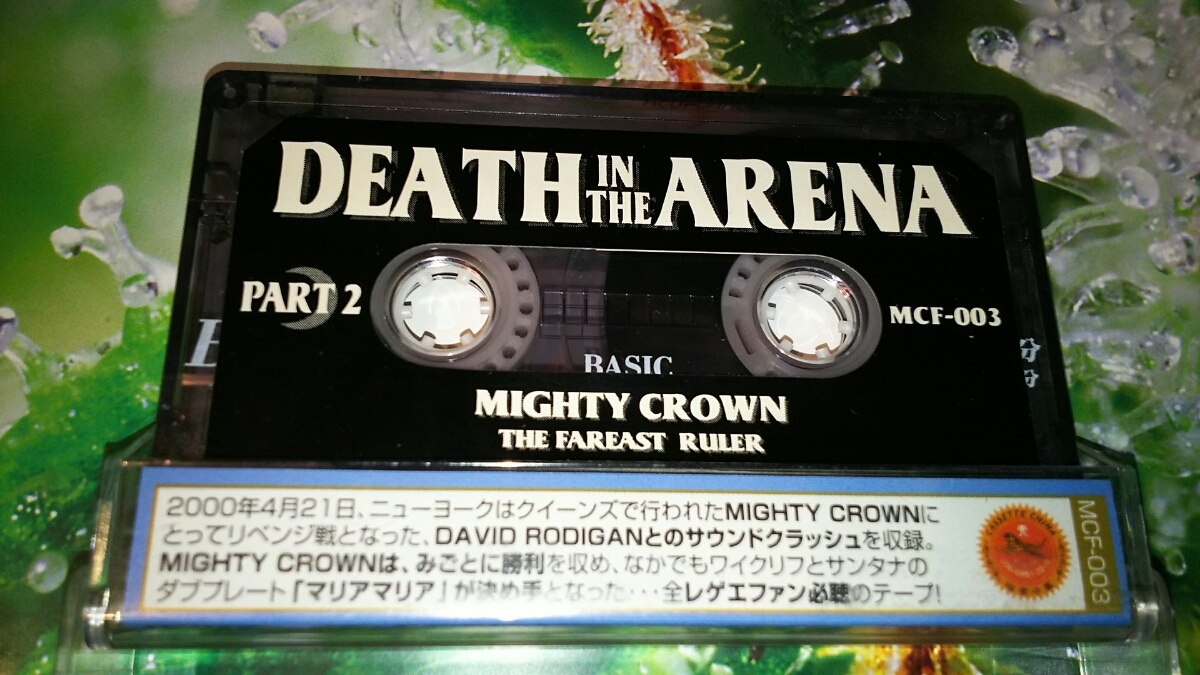 DEATH IN THE ARENA
PART 2
MCF-003
BASIC
MIGHTY CROWN
THE FAREAST RULER
2000年4月21日、ニューヨークはクイーンズで行われたMIGHTY CROWNに
とってリベンジ戦となった、DAVID RODIGANとのサウンドクラッシュを収録。
MIGHTY CROWNは、みごとに勝利を収め、なかでもワイクリフとサンタナの
ダブプレート「マリアマリア」が決め手となった・・・全レゲエファン必聴のテープ!
MCF-003